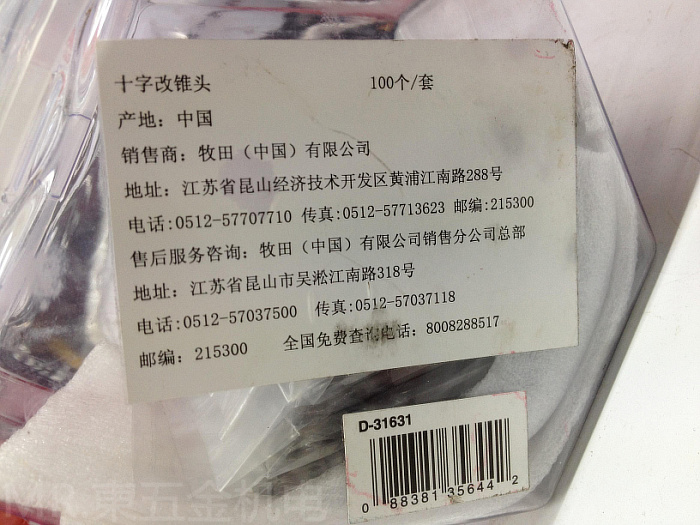 十字改锥头 100个/套
产地：中国
销售商：牧田（中国）有限公司
地址：江苏省昆山经济技术开发区黄浦江南路288号
电话:0512-57707710 传真:0512-57713623 邮编:215300
售后服务咨询：牧田（中国）有限公司销售分公司总部
地址：江苏省昆山市吴淞江南路318号
电话:0512-57037500 传真:0512-57037118
邮编：215300 全国免费查询电话：8008288517
D-31631
0 88381 35644 2
五 机电